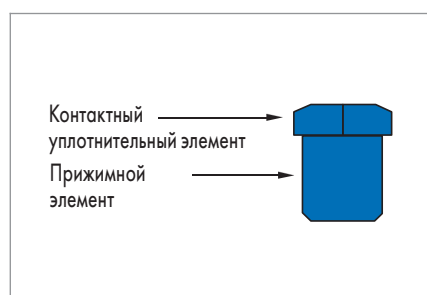 Контактный
уплотнительный элемент
Прижимной
элемент